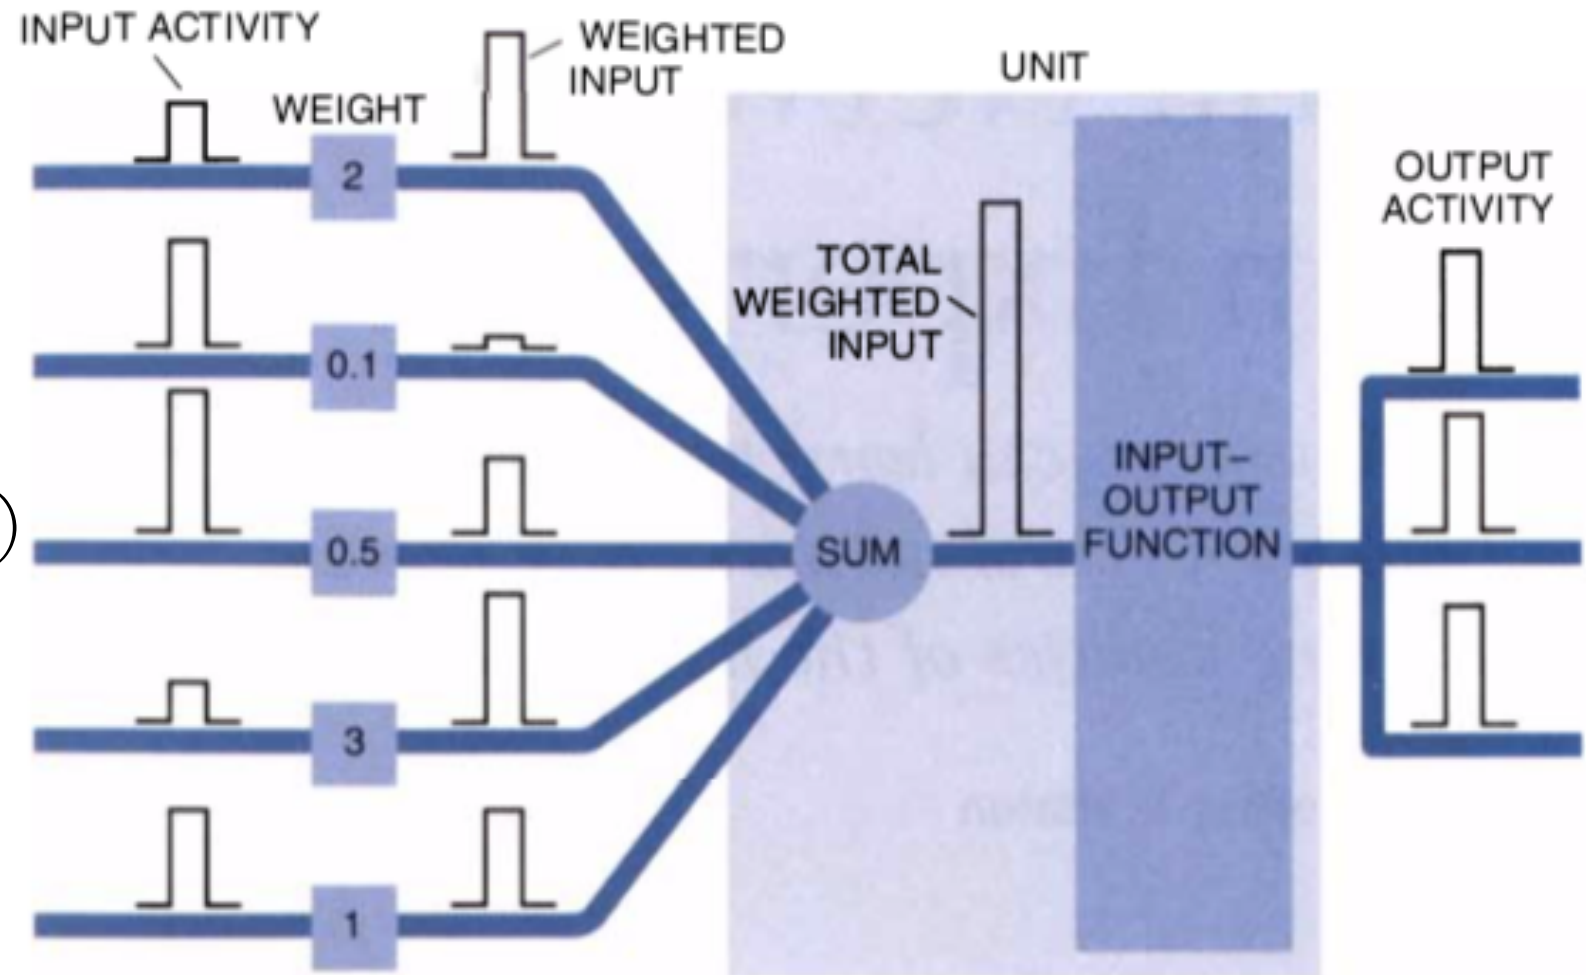 INPUT ACTIVITY
WEIGHTED
INPUT
WEIGHT
UNIT
2
OUTPUT
ACTIVITY
TOTAL
WEIGHTED
INPUT
0.1
INPUT–
OUTPUT
FUNCTION
0.5
SUM
3
1